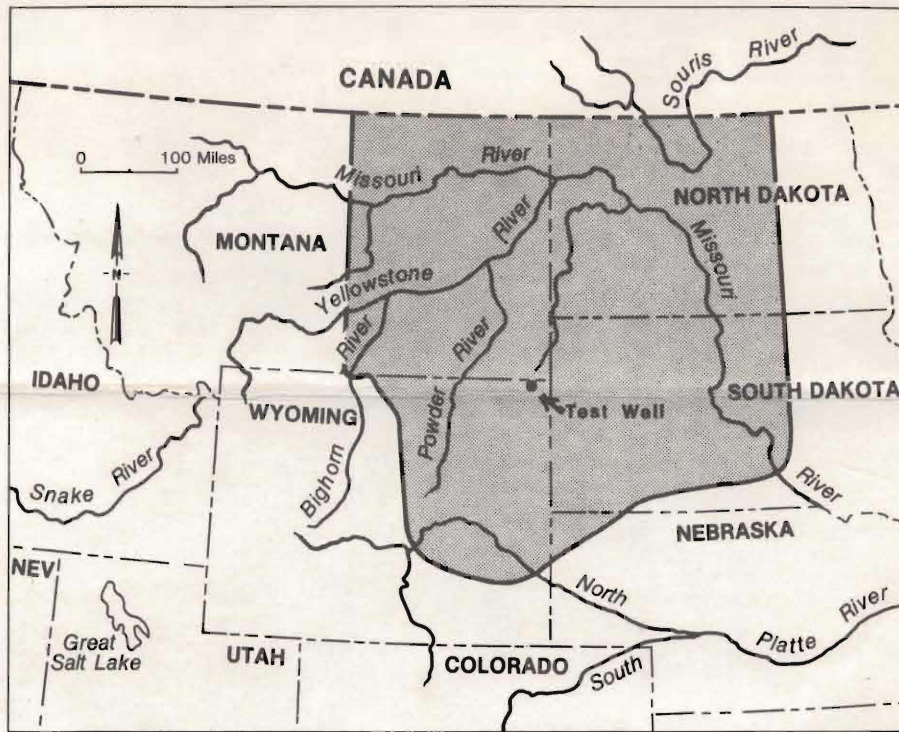 CANADA
Souris River
0 100 Miles
Missouri River
NORTH DAKOTA
MONTANA
N
Yellowstone River
Missouri
River
River
IDAHO
WYOMING
Powder
SOUTH DAKOTA
Test Well
Bighorn
Snake River
River
NEBRASKA
NEV
North
Great
Salt Lake
UTAH
COLORADO
South
Platte River